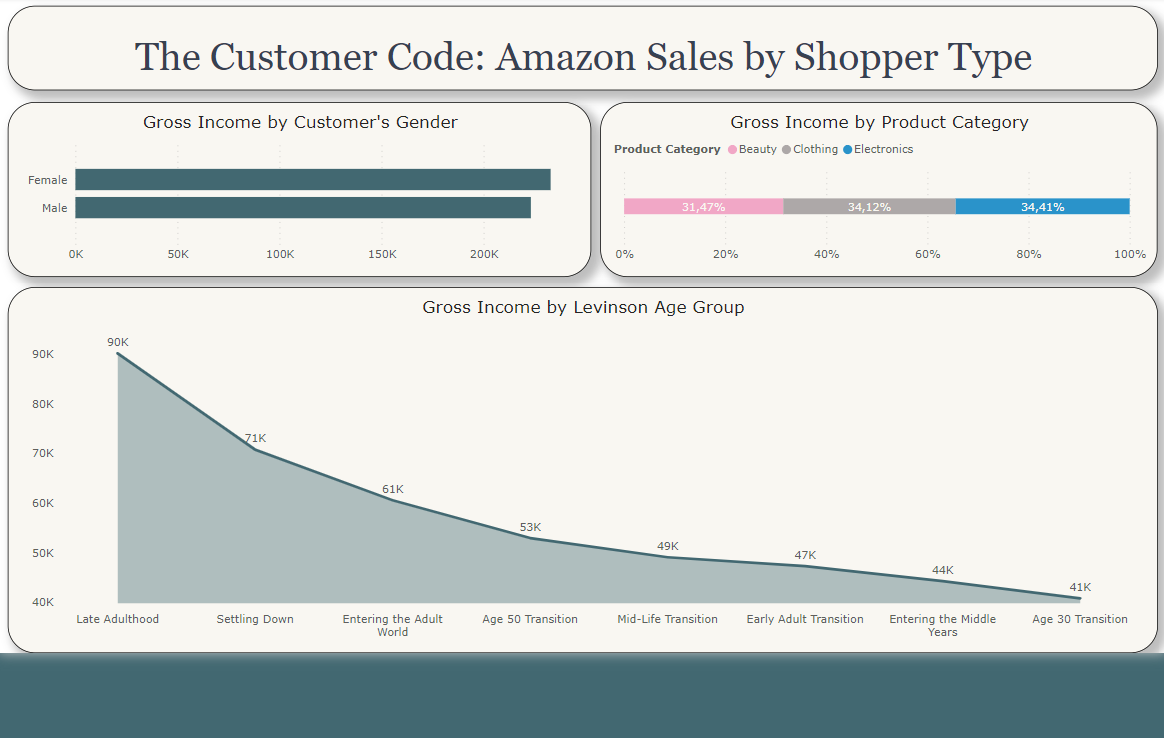 The Customer Code: Amazon Sales by Shopper Type
Gross Income by Customer's Gender
Female
Male
0K 50K 100K 150K 200K
Gross Income by Product Category
Product Category Beauty Clothing Electronics
31,47% 34,12% 34,41%
0% 20% 40% 60% 80% 100%
Gross Income by Levinson Age Group
90K
80K
70K
60K
50K
40K
90K
71K
61K
53K
49K
47K
44K
41K
Late Adulthood
Settling Down
Entering the Adult
World
Age 50 Transition
Mid-Life Transition
Early Adult Transition
Entering the Middle
Years
Age 30 Transition